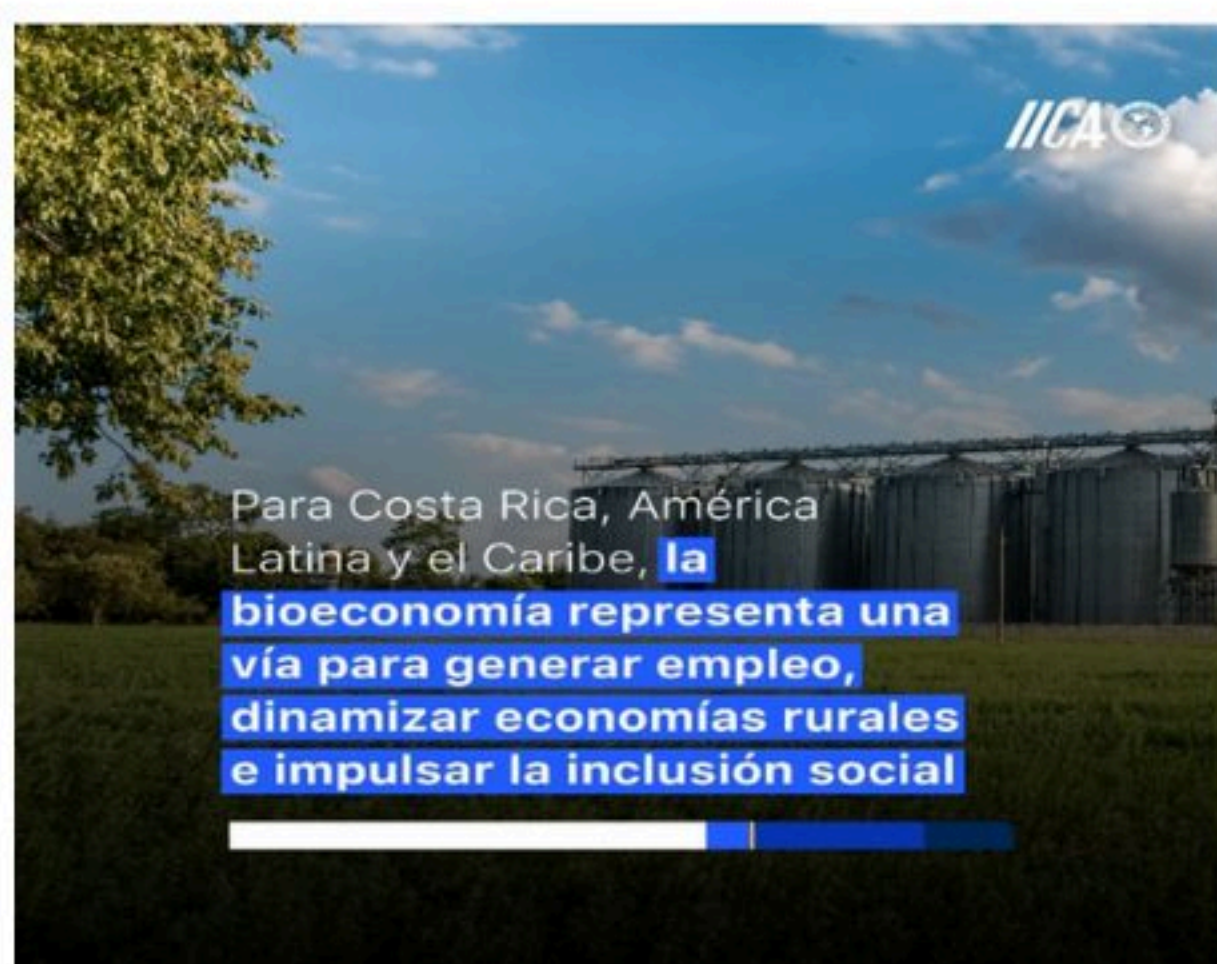 IICA
Para Costa Rica, América
Latina y el Caribe, la
bioeconomía representa una
vía para generar empleo,
dinamizar economías rurales
e impulsar la inclusión social